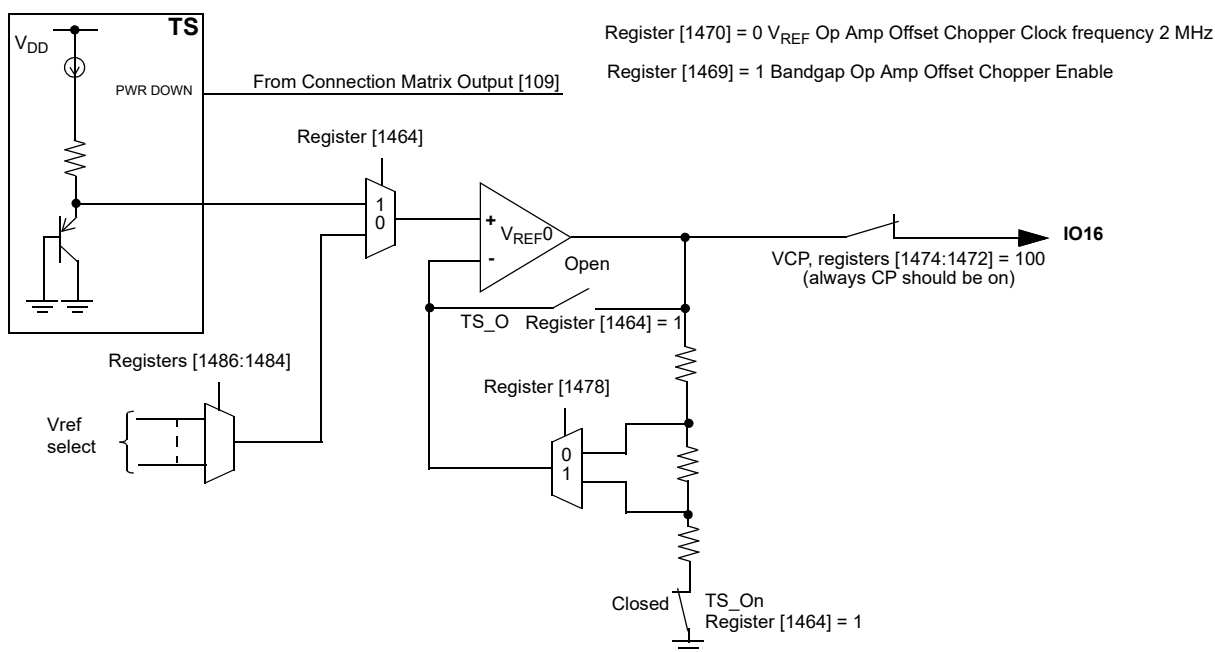 TS
VDD
PWR DOWN
From Connection Matrix Output [109]
Register [1470] = 0 VREF Op Amp Offset Chopper Clock frequency 2 MHz
Register [1469] = 1 Bandgap Op Amp Offset Chopper Enable
Register [1464]
1
0
+
VREF0
-
Open
TS_O
Register [1464] = 1
IO16
VCP, registers [1474:1472] = 100
(always CP should be on)
Registers [1486:1484]
Vref
select
Register [1478]
0
1
Closed
TS_On
Register [1464] = 1